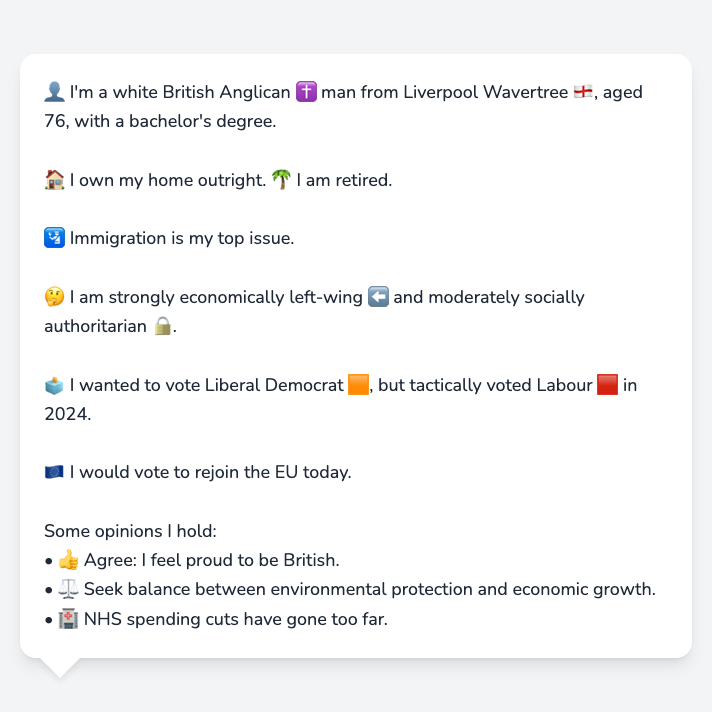 👤 I'm a white British Anglican ✝️ man from Liverpool Wavertree 🏴󠁧󠁢󠁥󠁮󠁧󠁿, aged
76, with a bachelor's degree.
🏠 I own my home outright. 🌴 I am retired.
🛂 Immigration is my top issue.
🤔 I am strongly economically left-wing ⬅️ and moderately socially
authoritarian 🔒.
🗳️ I wanted to vote Liberal Democrat 🟧, but tactically voted Labour 🟥 in
2024.
🇪🇺 I would vote to rejoin the EU today.
Some opinions I hold:
• 👍 Agree: I feel proud to be British.
• ⚖️ Seek balance between environmental protection and economic growth.
• 🏥 NHS spending cuts have gone too far.